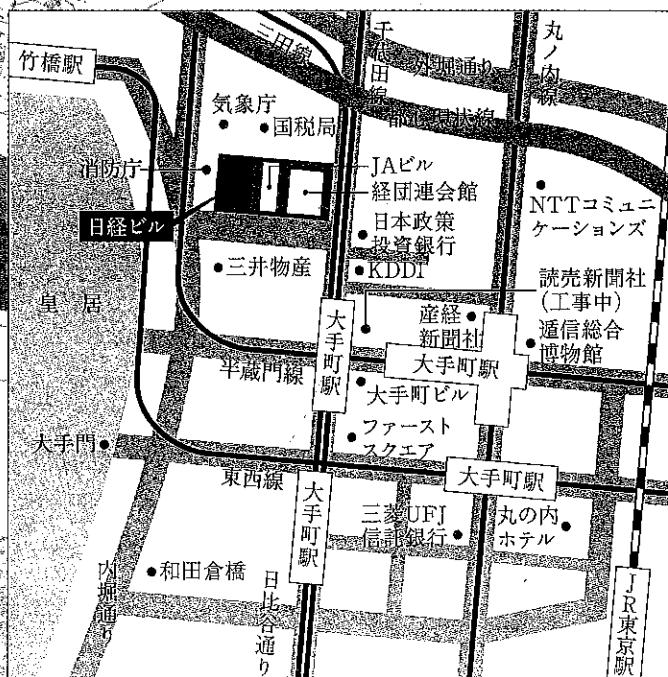 三田線
千代田線
外堀通り
丸ノ内線
竹橋駅
都心環状線
気象庁
国税局
消防庁
JAビル
経団連会館
日経ビル
日本政策
投資銀行
NTTコミュニ
ケーションズ
三井物産
KDDI
読売新聞社
(工事中)
皇居
産経
新聞社
逓信総合
博物館
大手町駅
大手町駅
半蔵門線
大手町ビル
ファースト
スクエア
大手門
東西線
大手町駅
大手町駅
三菱UFJ
信託銀行
丸の内
ホテル
和田倉橋
内堀通り
日比谷通り
JR東京駅